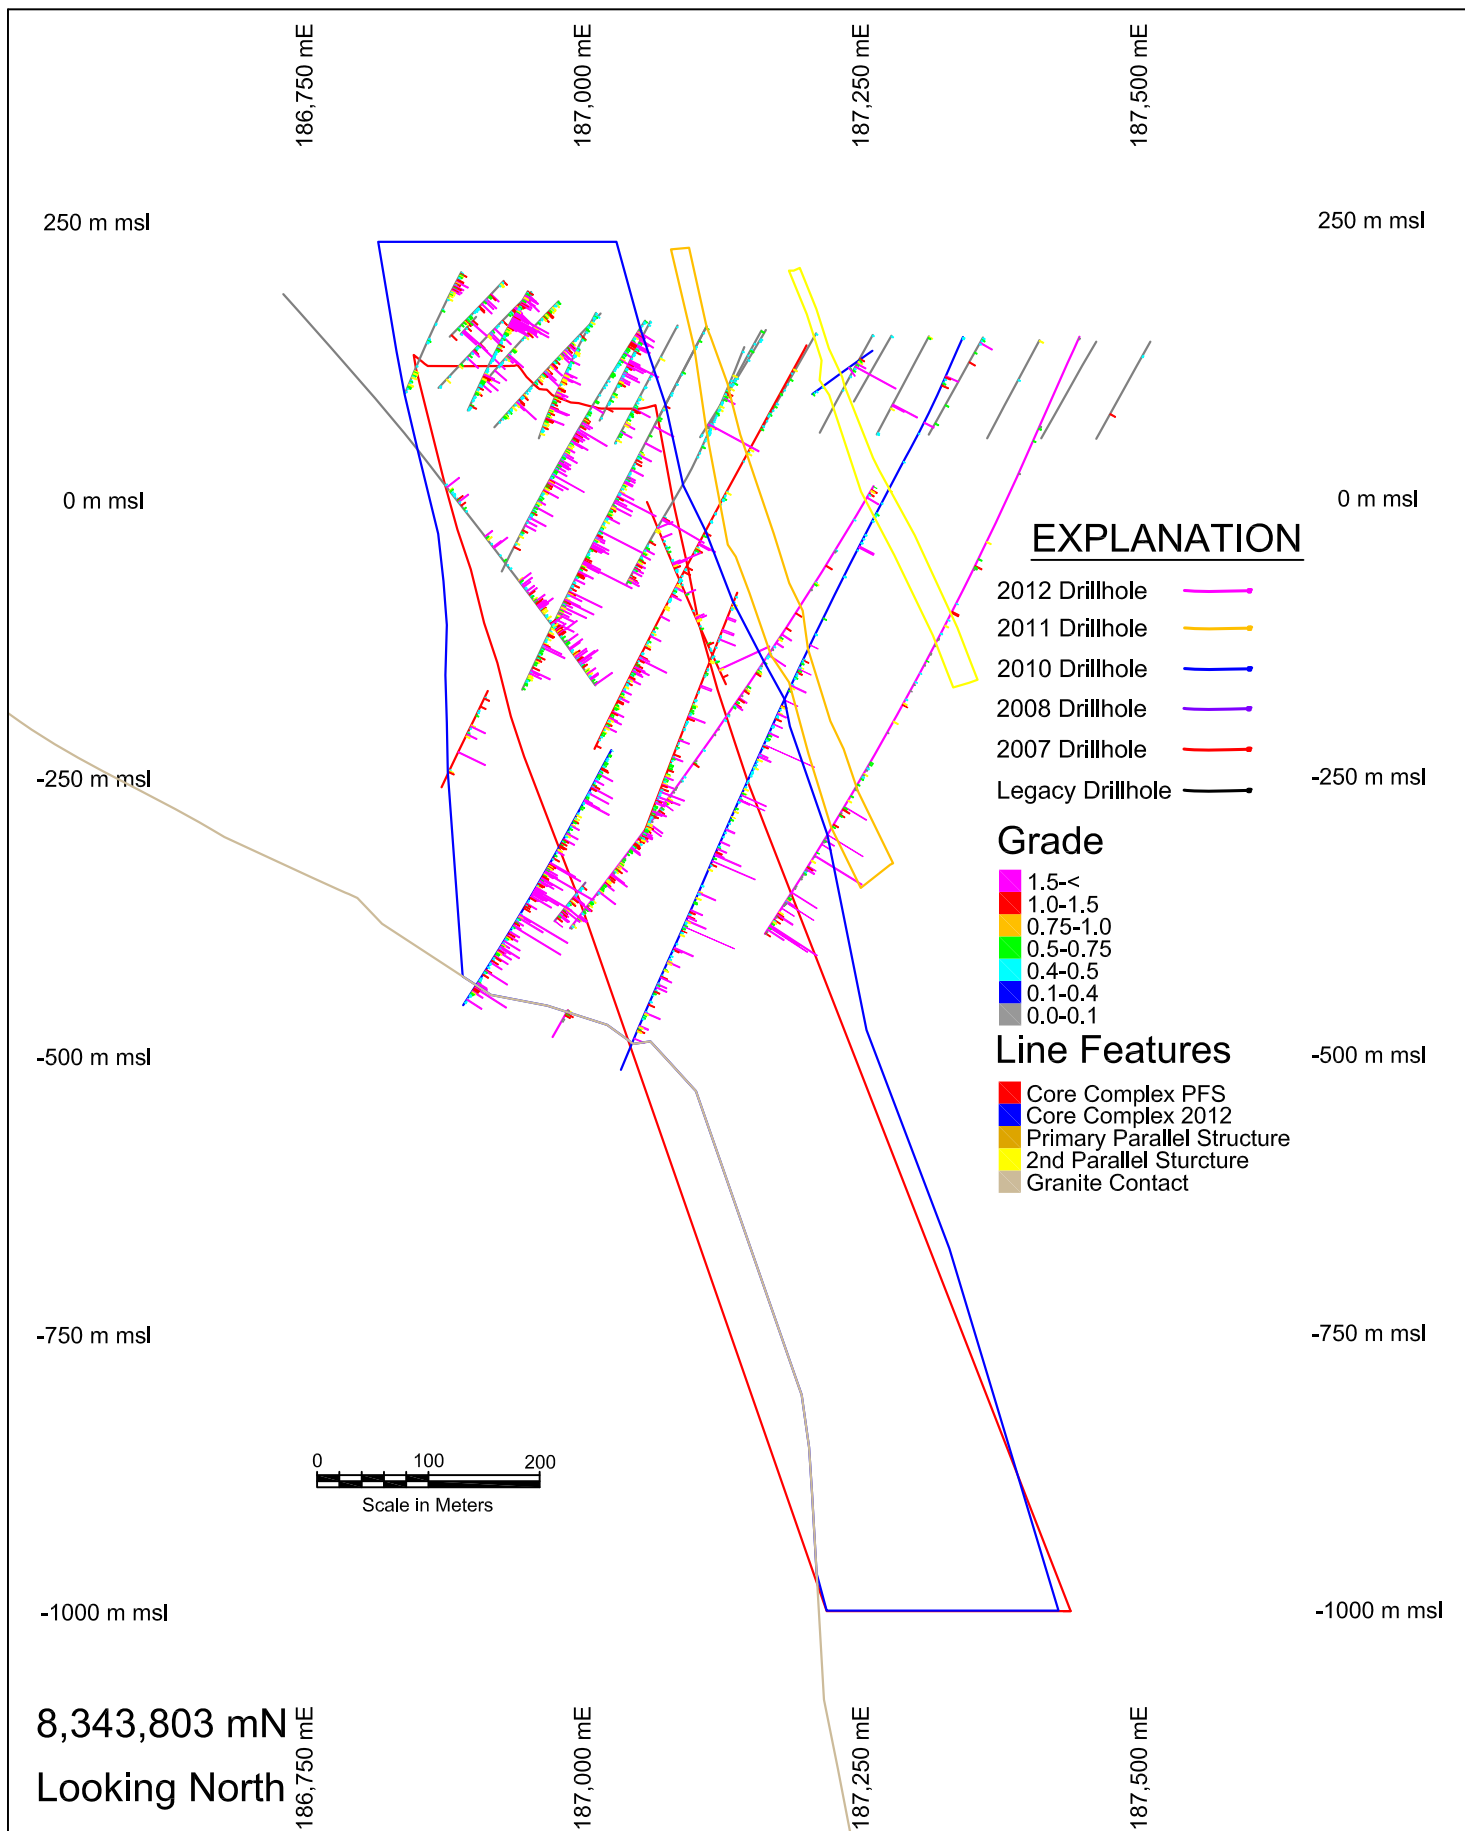 186,750 mE
187,000 mE
187,250 mE
187,500 mE
250 m msl
250 m msl
0 m msl
0 m msl
EXPLANATION
2012 Drillhole
2011 Drillhole
2010 Drillhole
2008 Drillhole
2007 Drillhole
Legacy Drillhole
-250 m msl
-250 m msl
Grade
1.5-<
1.0-1.5
0.75-1.0
0.5-0.75
0.4-0.5
0.1-0.4
0.0-0.1
-500 m msl
-500 m msl
Line Features
Core Complex PFS
Core Complex 2012
Primary Parallel Structure
2nd Parallel Sturcture
Granite Contact
-750 m msl
-750 m msl
0 100 200
Scale in Meters
-1000 m msl
-1000 m msl
8,343,803 mN
Looking North
186,750 mE
187,000 mE
187,250 mE
187,500 mE